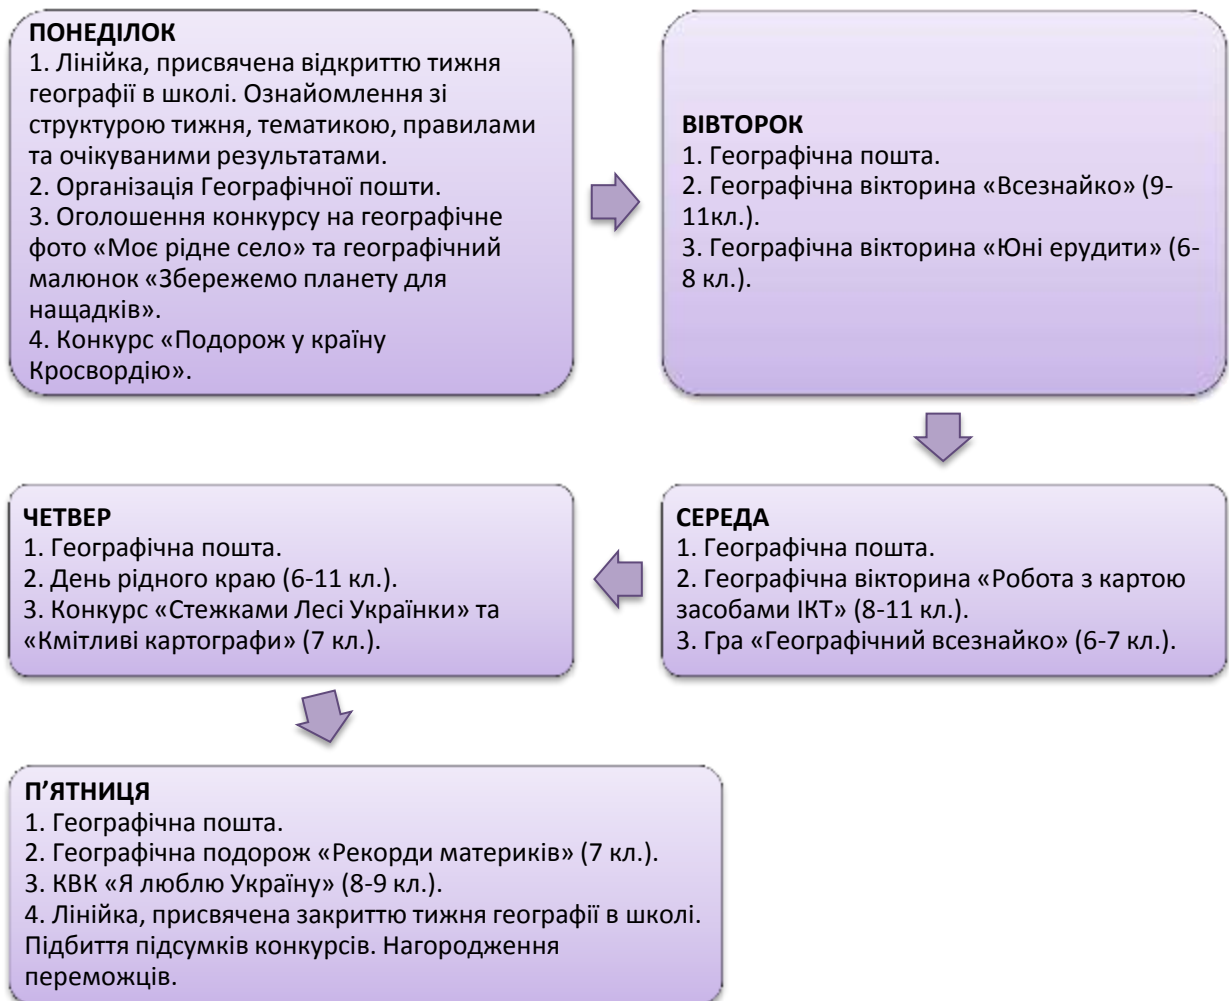 ПОНЕДІЛОК
1. Лінійка, присвячена відкриттю тижня
географії в школі. Ознайомлення зі
структурою тижня, тематикою, правилами
та очікуваними результатами.
2. Організація Географічної пошти.
3. Оголошення конкурсу на географічне
фото «Моє рідне село» та географічний
малюнок «Збережемо планету для
нащадків».
4. Конкурс «Подорож у країну
Кросвордію».
ВІВТОРОК
1. Географічна пошта.
2. Географічна вікторина «Всезнайко» (9-
11кл.).
3. Географічна вікторина «Юні ерудити» (6-
8 кл.).
СЕРЕДА
1. Географічна пошта.
2. Географічна вікторина «Робота з картою
засобами ІКТ» (8-11 кл.).
3. Гра «Географічний всезнайко» (6-7 кл.).
ЧЕТВЕР
1. Географічна пошта.
2. День рідного краю (6-11 кл.).
3. Конкурс «Стежками Лесі Українки» та
«Кмітливі картографи» (7 кл.).
П’ЯТНИЦЯ
1. Географічна пошта.
2. Географічна подорож «Рекорди материків» (7 кл.).
3. КВК «Я люблю Україну» (8-9 кл.).
4. Лінійка, присвячена закриттю тижня географії в школі.
Підбиття підсумків конкурсів. Нагородження
переможців.